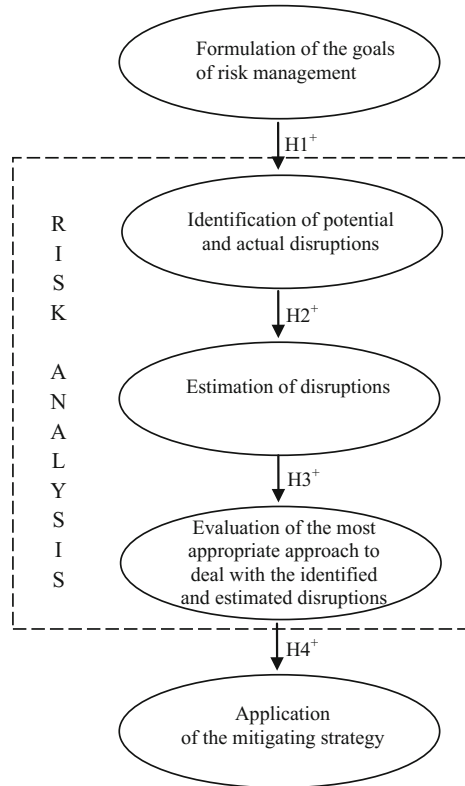 Formulation of the goals
of risk management
H1+
RISK ANALYSIS
Identification of potential
and actual disruptions
H2+
Estimation of disruptions
H3+
Evaluation of the most
appropriate approach to
deal with the identified
and estimated disruptions
H4+
Application
of the mitigating strategy